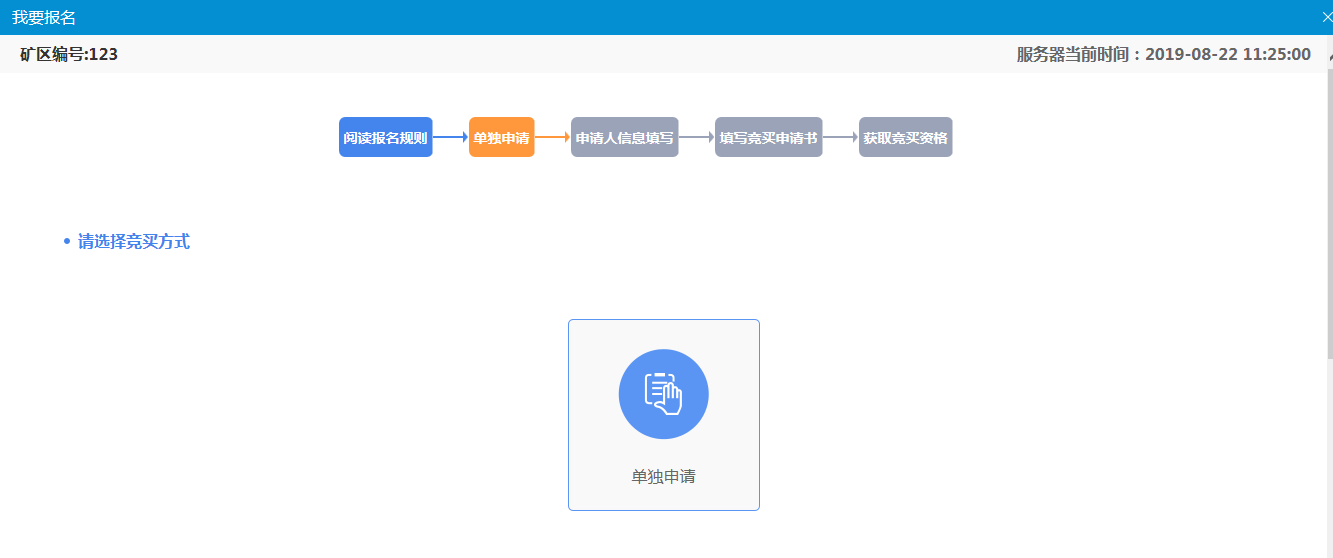 我要报名
矿区编号:123
服务器当前时间：2019-08-22 11:25:00
阅读报名规则
单独申请
申请人信息填写
填写竞买申请书
获取竞买资格
请选择竞买方式
单独申请